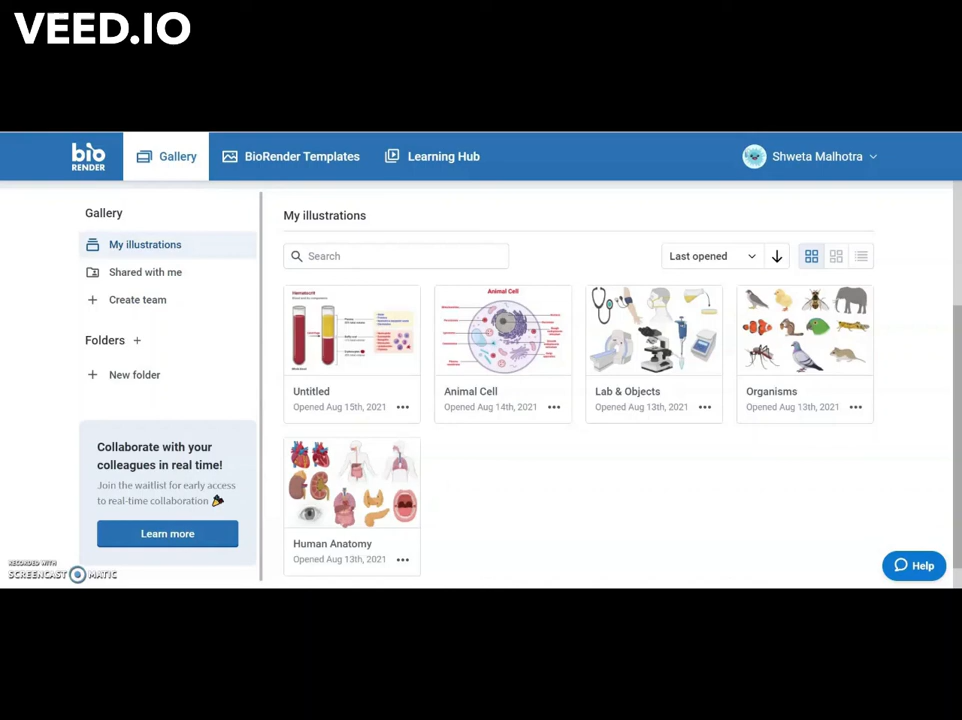 VEED.IO
bio
RENDER
Gallery
BioRender Templates
Learning Hub
Shweta Malhotra
Gallery
My illustrations
Shared with me
Create team
Folders +
New folder
Collaborate with your
colleagues in real time!
Join the waitlist for early access
to real-time collaboration
Learn more
My illustrations
Search
Last opened
Hematocrit
Untitled
Opened Aug 15th, 2021
Animal Cell
Animal Cell
Opened Aug 14th, 2021
Lab & Objects
Opened Aug 13th, 2021
Organisms
Opened Aug 13th, 2021
Human Anatomy
Opened Aug 13th, 2021
Help
RECORDED WITH
SCREENCAST MATIC